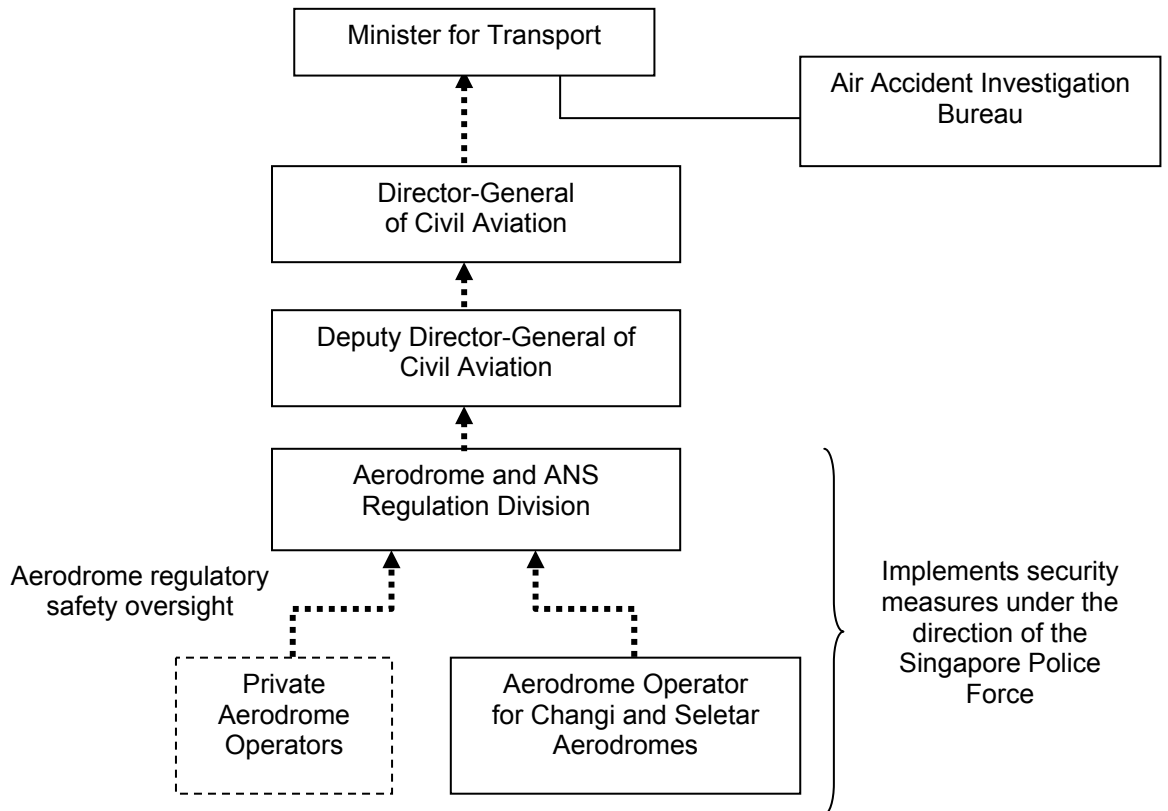 Minister for Transport
Air Accident Investigation
Bureau
Director-General
of Civil Aviation
Deputy Director-General of
Civil Aviation
Aerodrome and ANS
Regulation Division
Aerodrome regulatory
safety oversight
Implements security
measures under the
direction of the
Singapore Police
Force
Private
Aerodrome
Operators
Aerodrome Operator
for Changi and Seletar
Aerodromes